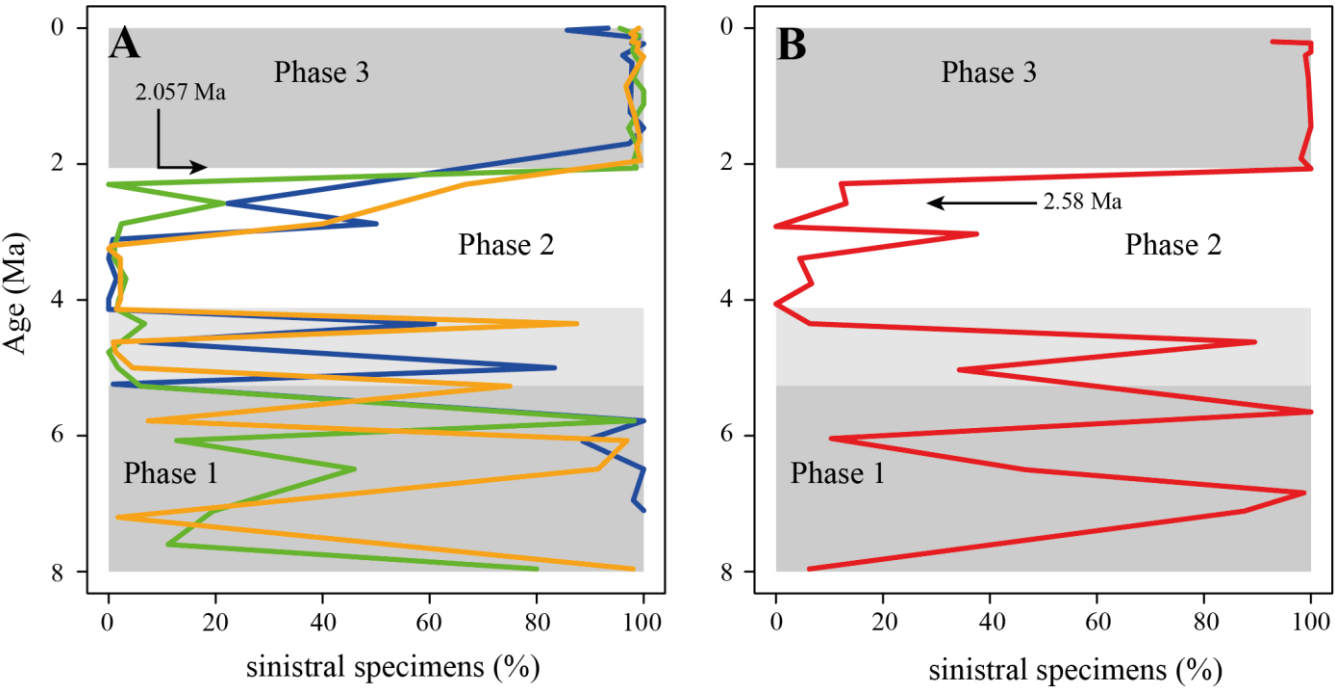 A
Phase 3
2.057 Ma
Phase 2
Phase 1
Age (Ma)
0
2
4
6
8
0 20 40 60 80 100
sinistral specimens (%)
B
Phase 3
2.58 Ma
Phase 2
Phase 1
0
2
4
6
8
0 20 40 60 80 100
sinistral specimens (%)